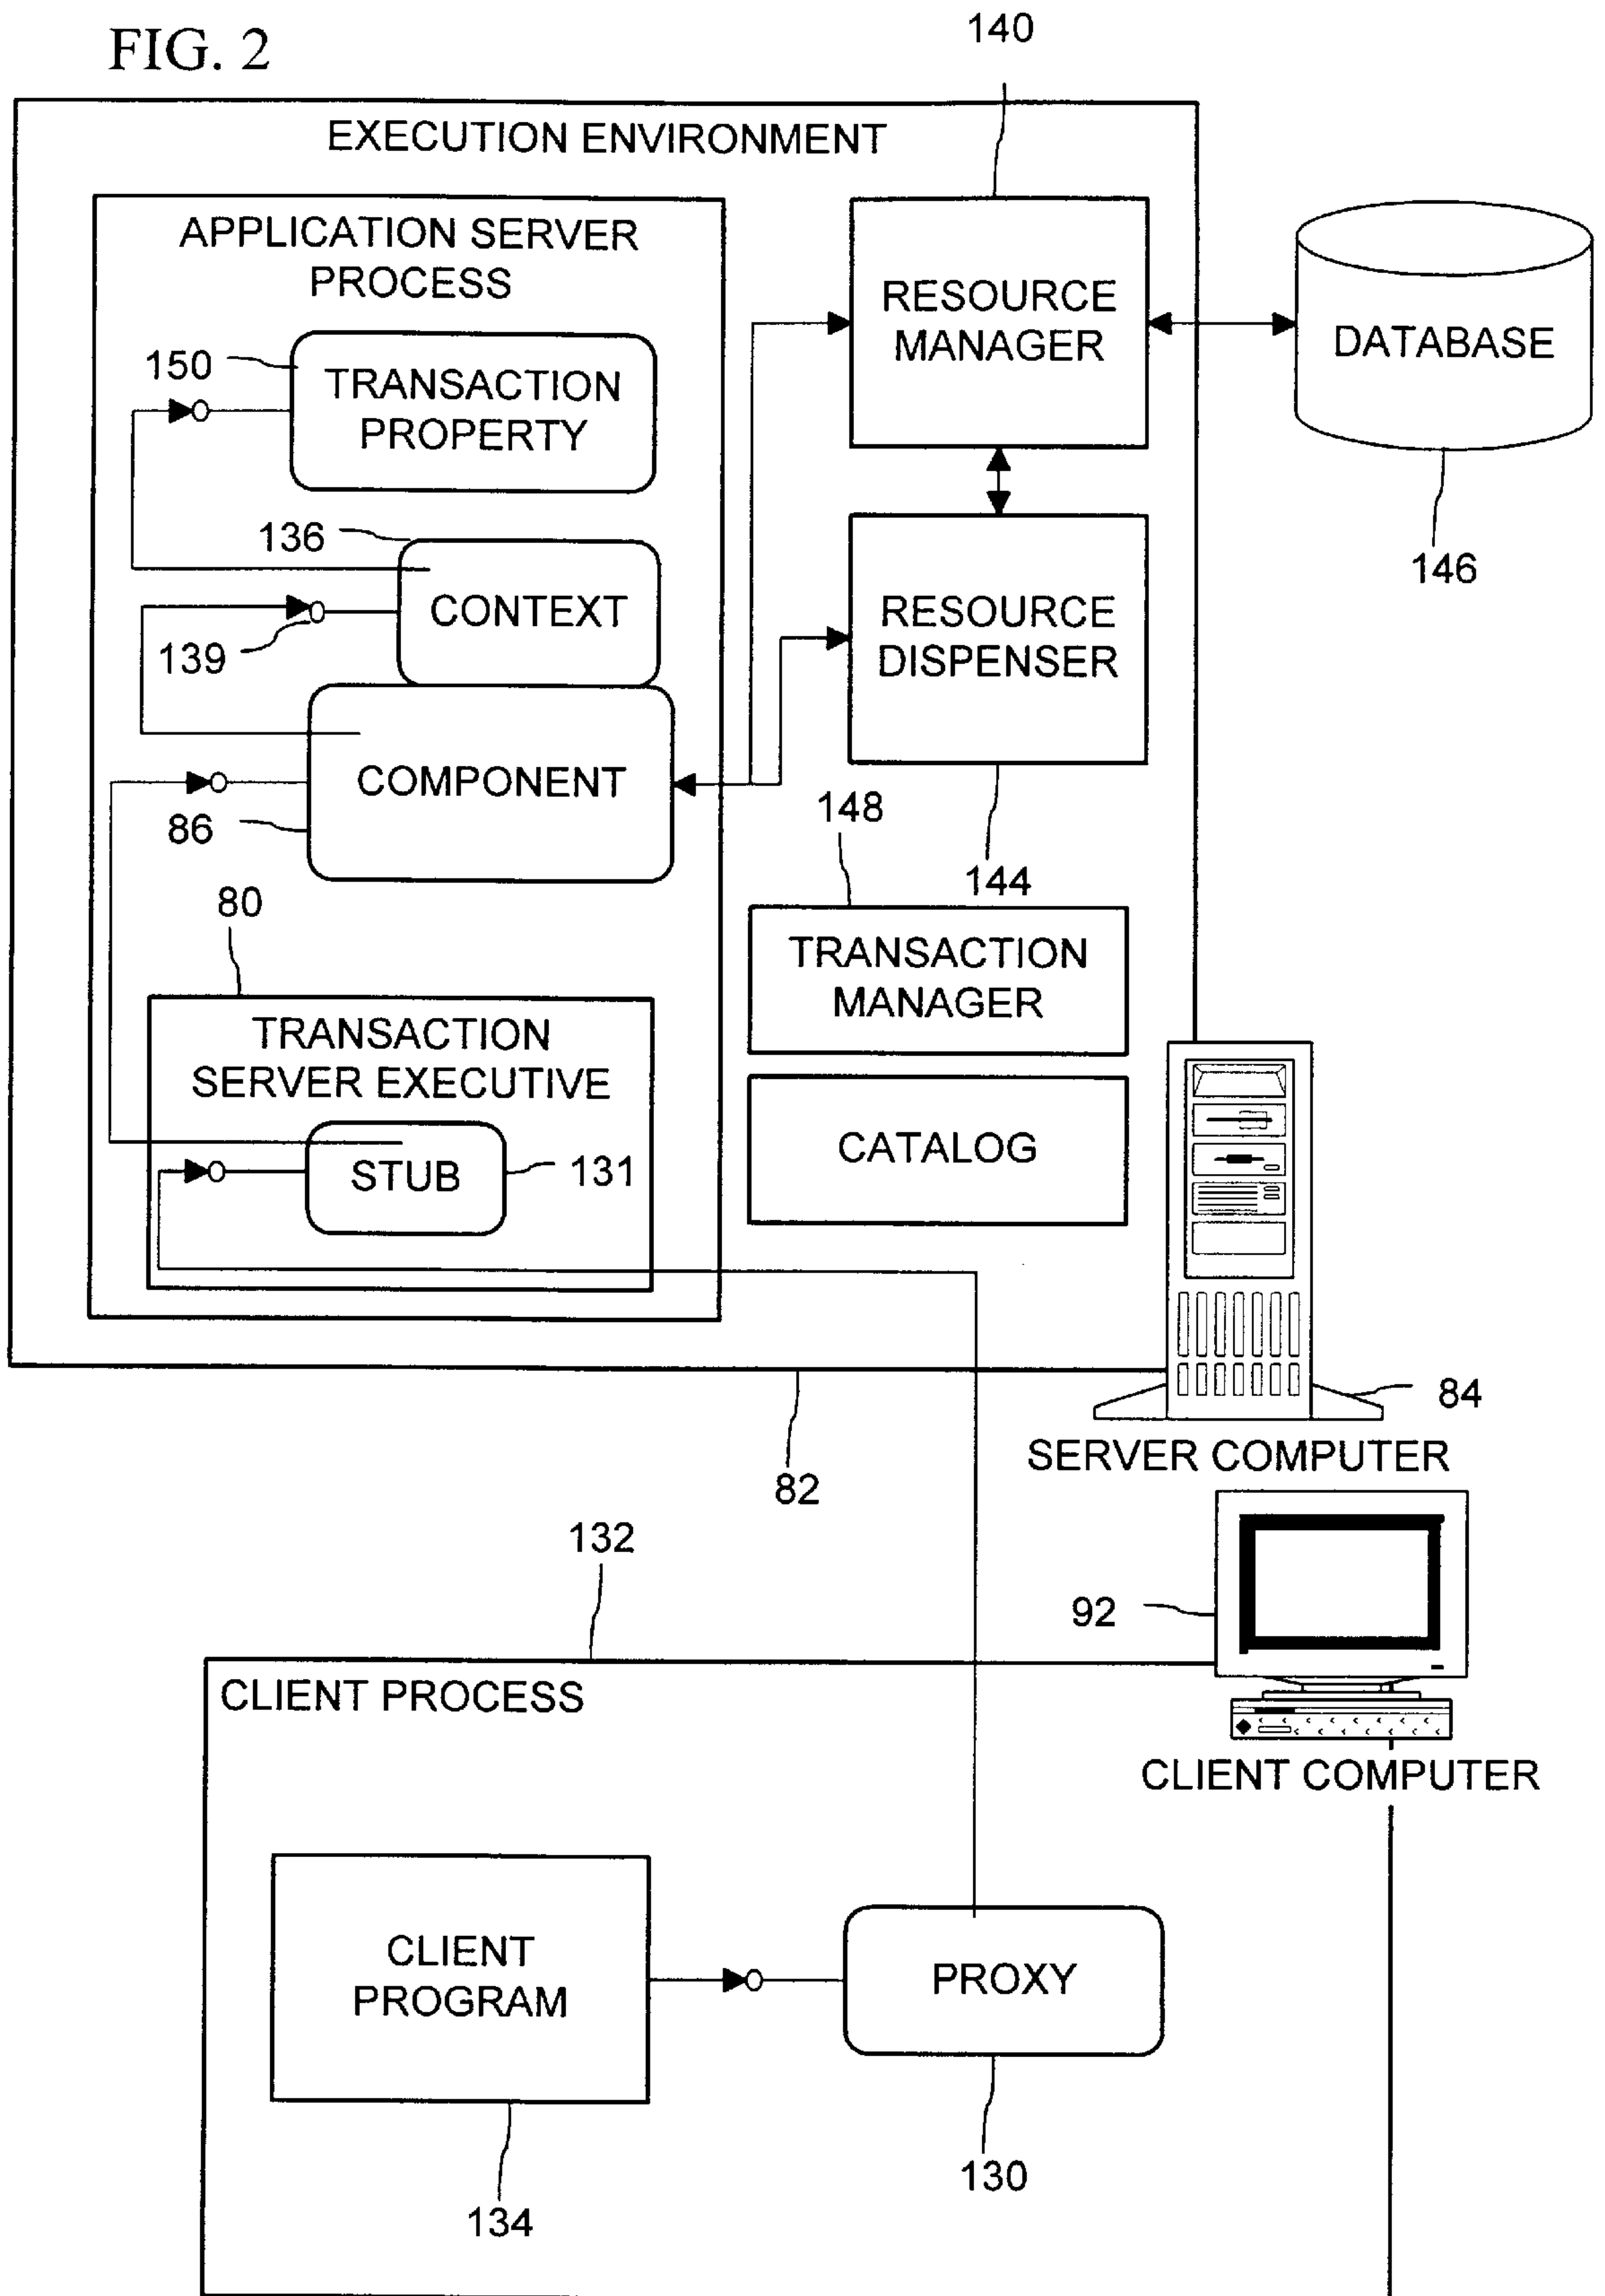 FIG. 2
140
EXECUTION ENVIRONMENT
APPLICATION SERVER
PROCESS
RESOURCE
MANAGER
DATABASE
150
TRANSACTION
PROPERTY
136
146
CONTEXT
RESOURCE
DISPENSER
139
COMPONENT
86
148
144
80
TRANSACTION
MANAGER
TRANSACTION
SERVER EXECUTIVE
CATALOG
STUB
131
84
SERVER COMPUTER
82
132
92
CLIENT PROCESS
CLIENT COMPUTER
CLIENT
PROGRAM
PROXY
130
134